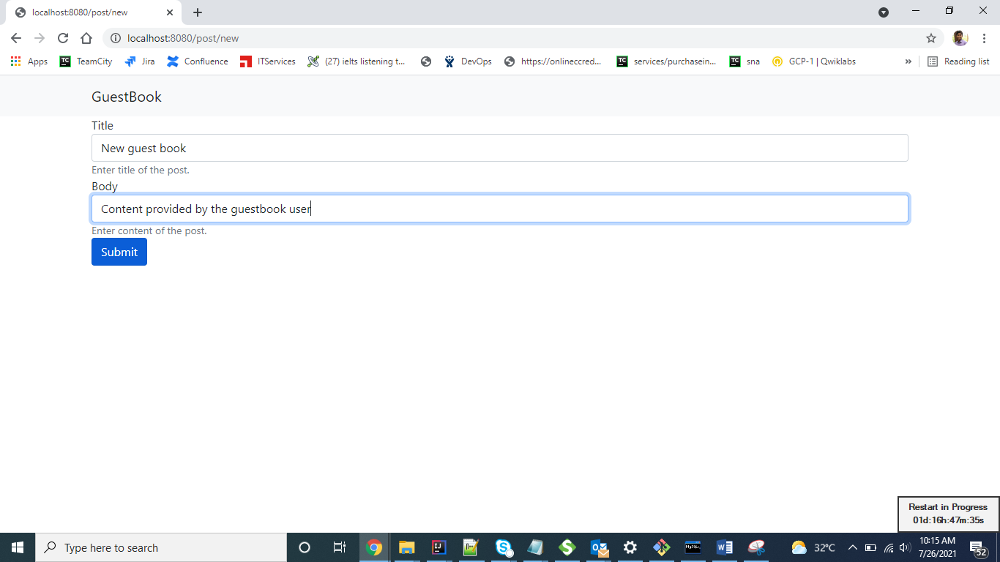 localhost:8080/post/new
localhost:8080/post/new
Apps TeamCity Jira Confluence ITServices (27) ielts listening t... DevOps https://onlineccred... services/purchasein... sna GCP-1 | Qwiklabs » Reading list
GuestBook
Title
New guest book
Enter title of the post.
Body
Content provided by the guestbook user
Enter content of the post.
Submit
Restart in Progress
01d:16h:47m:35s
Type here to search
32°C
10:15 AM
7/26/2021
52